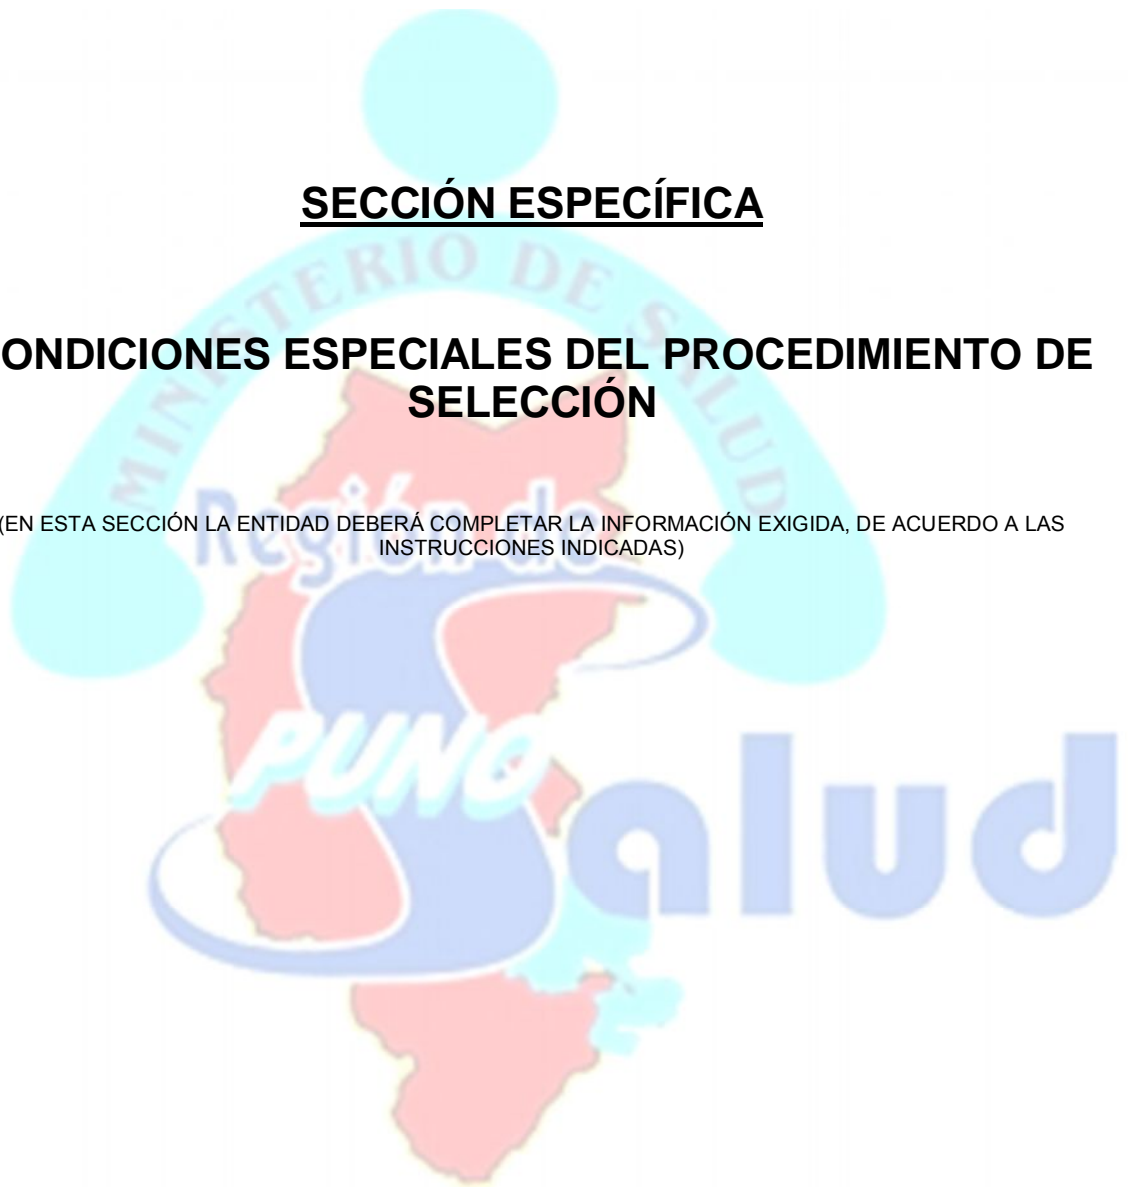 SECCIÓN ESPECÍFICA
MINISTERIO DE SALUD
ONDICIONES ESPECIALES DEL PROCEDIMIENTO DE
SELECCIÓN
Región de
(EN ESTA SECCIÓN LA ENTIDAD DEBERÁ COMPLETAR LA INFORMACIÓN EXIGIDA, DE ACUERDO A LAS
INSTRUCCIONES INDICADAS)
PUNO
Salud